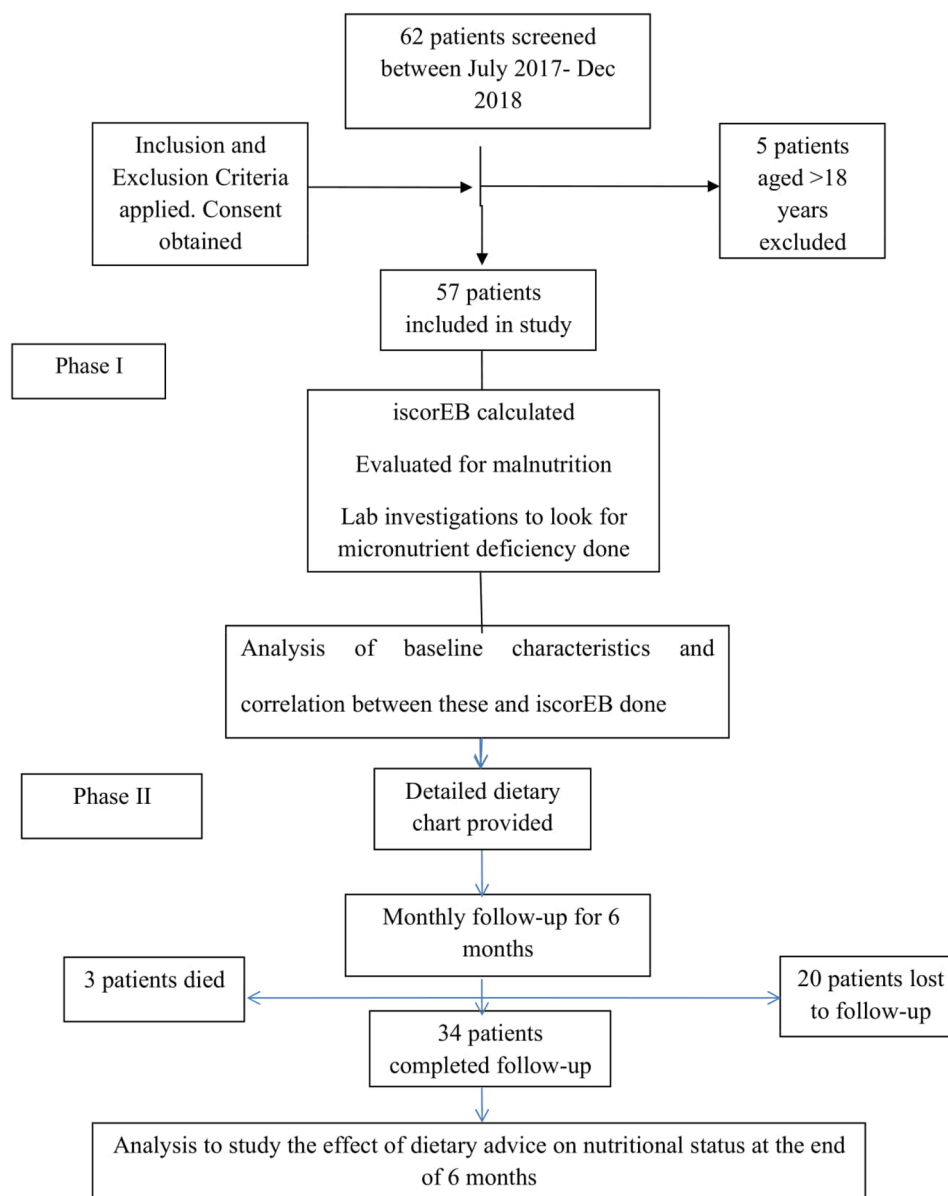 62 patients screened
between July 2017- Dec
2018
Inclusion and
Exclusion Criteria
applied. Consent
obtained
5 patients
aged >18
years
excluded
57 patients
included in study
Phase I
iscorEB calculated
Evaluated for malnutrition
Lab investigations to look for
micronutrient deficiency done
Analysis of baseline characteristics and
correlation between these and iscorEB done
Phase II
Detailed dietary
chart provided
Monthly follow-up for 6
months
3 patients died
20 patients lost
to follow-up
34 patients
completed follow-up
Analysis to study the effect of dietary advice on nutritional status at the end
of 6 months